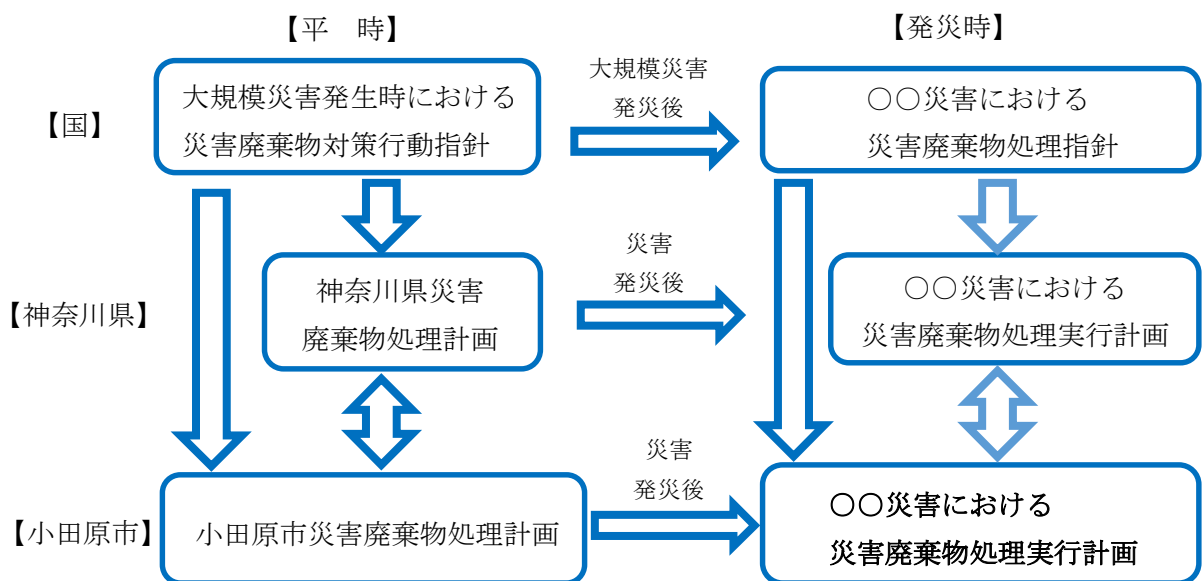 【平　時】
【発災時】
【国】
大規模災害発生時における
災害廃棄物対策行動指針
大規模災害
発災後
〇〇災害における
災害廃棄物処理指針
【神奈川県】
神奈川県災害
廃棄物処理計画
災害
発災後
〇〇災害における
災害廃棄物処理実行計画
【小田原市】
小田原市災害廃棄物処理計画
災害
発災後
〇〇災害における
災害廃棄物処理実行計画